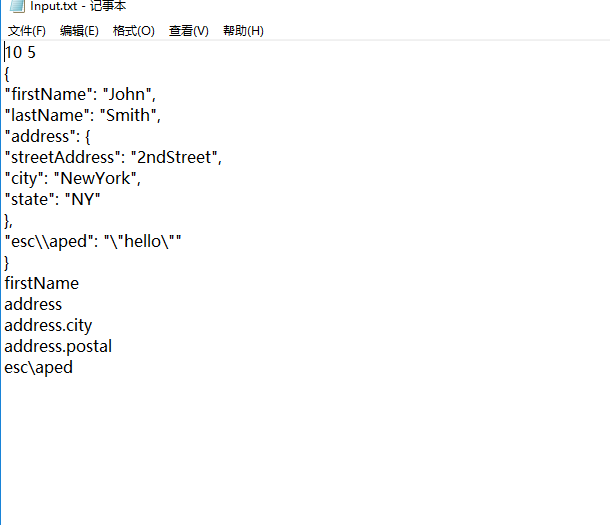 Input.txt - 记事本
文件(F) 编辑(E) 格式(O) 查看(V) 帮助(H)
10 5
{
"firstName": "John",
"lastName": "Smith",
"address": {
"streetAddress": "2ndStreet",
"city": "NewYork",
"state": "NY"
},
"esc\\aped": "\"hello\""
}
firstName
address
address.city
address.postal
esc\aped